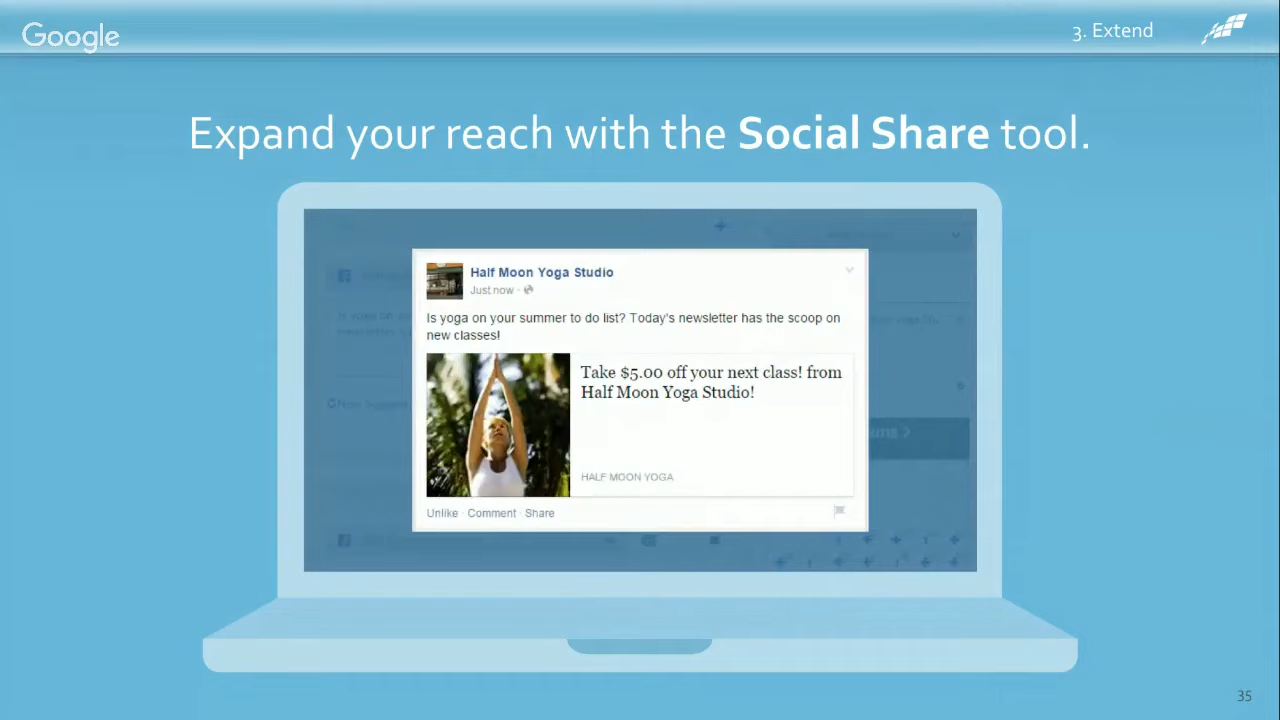 Google
3. Extend
Expand your reach with the Social Share tool.
Half Moon Yoga Studio
Just now ·
Is yoga on your summer to do list? Today's newsletter has the scoop on
new classes!
Take $5.00 off your next class! from
Half Moon Yoga Studio!
HALF MOON YOGA
Unlike · Comment · Share
35